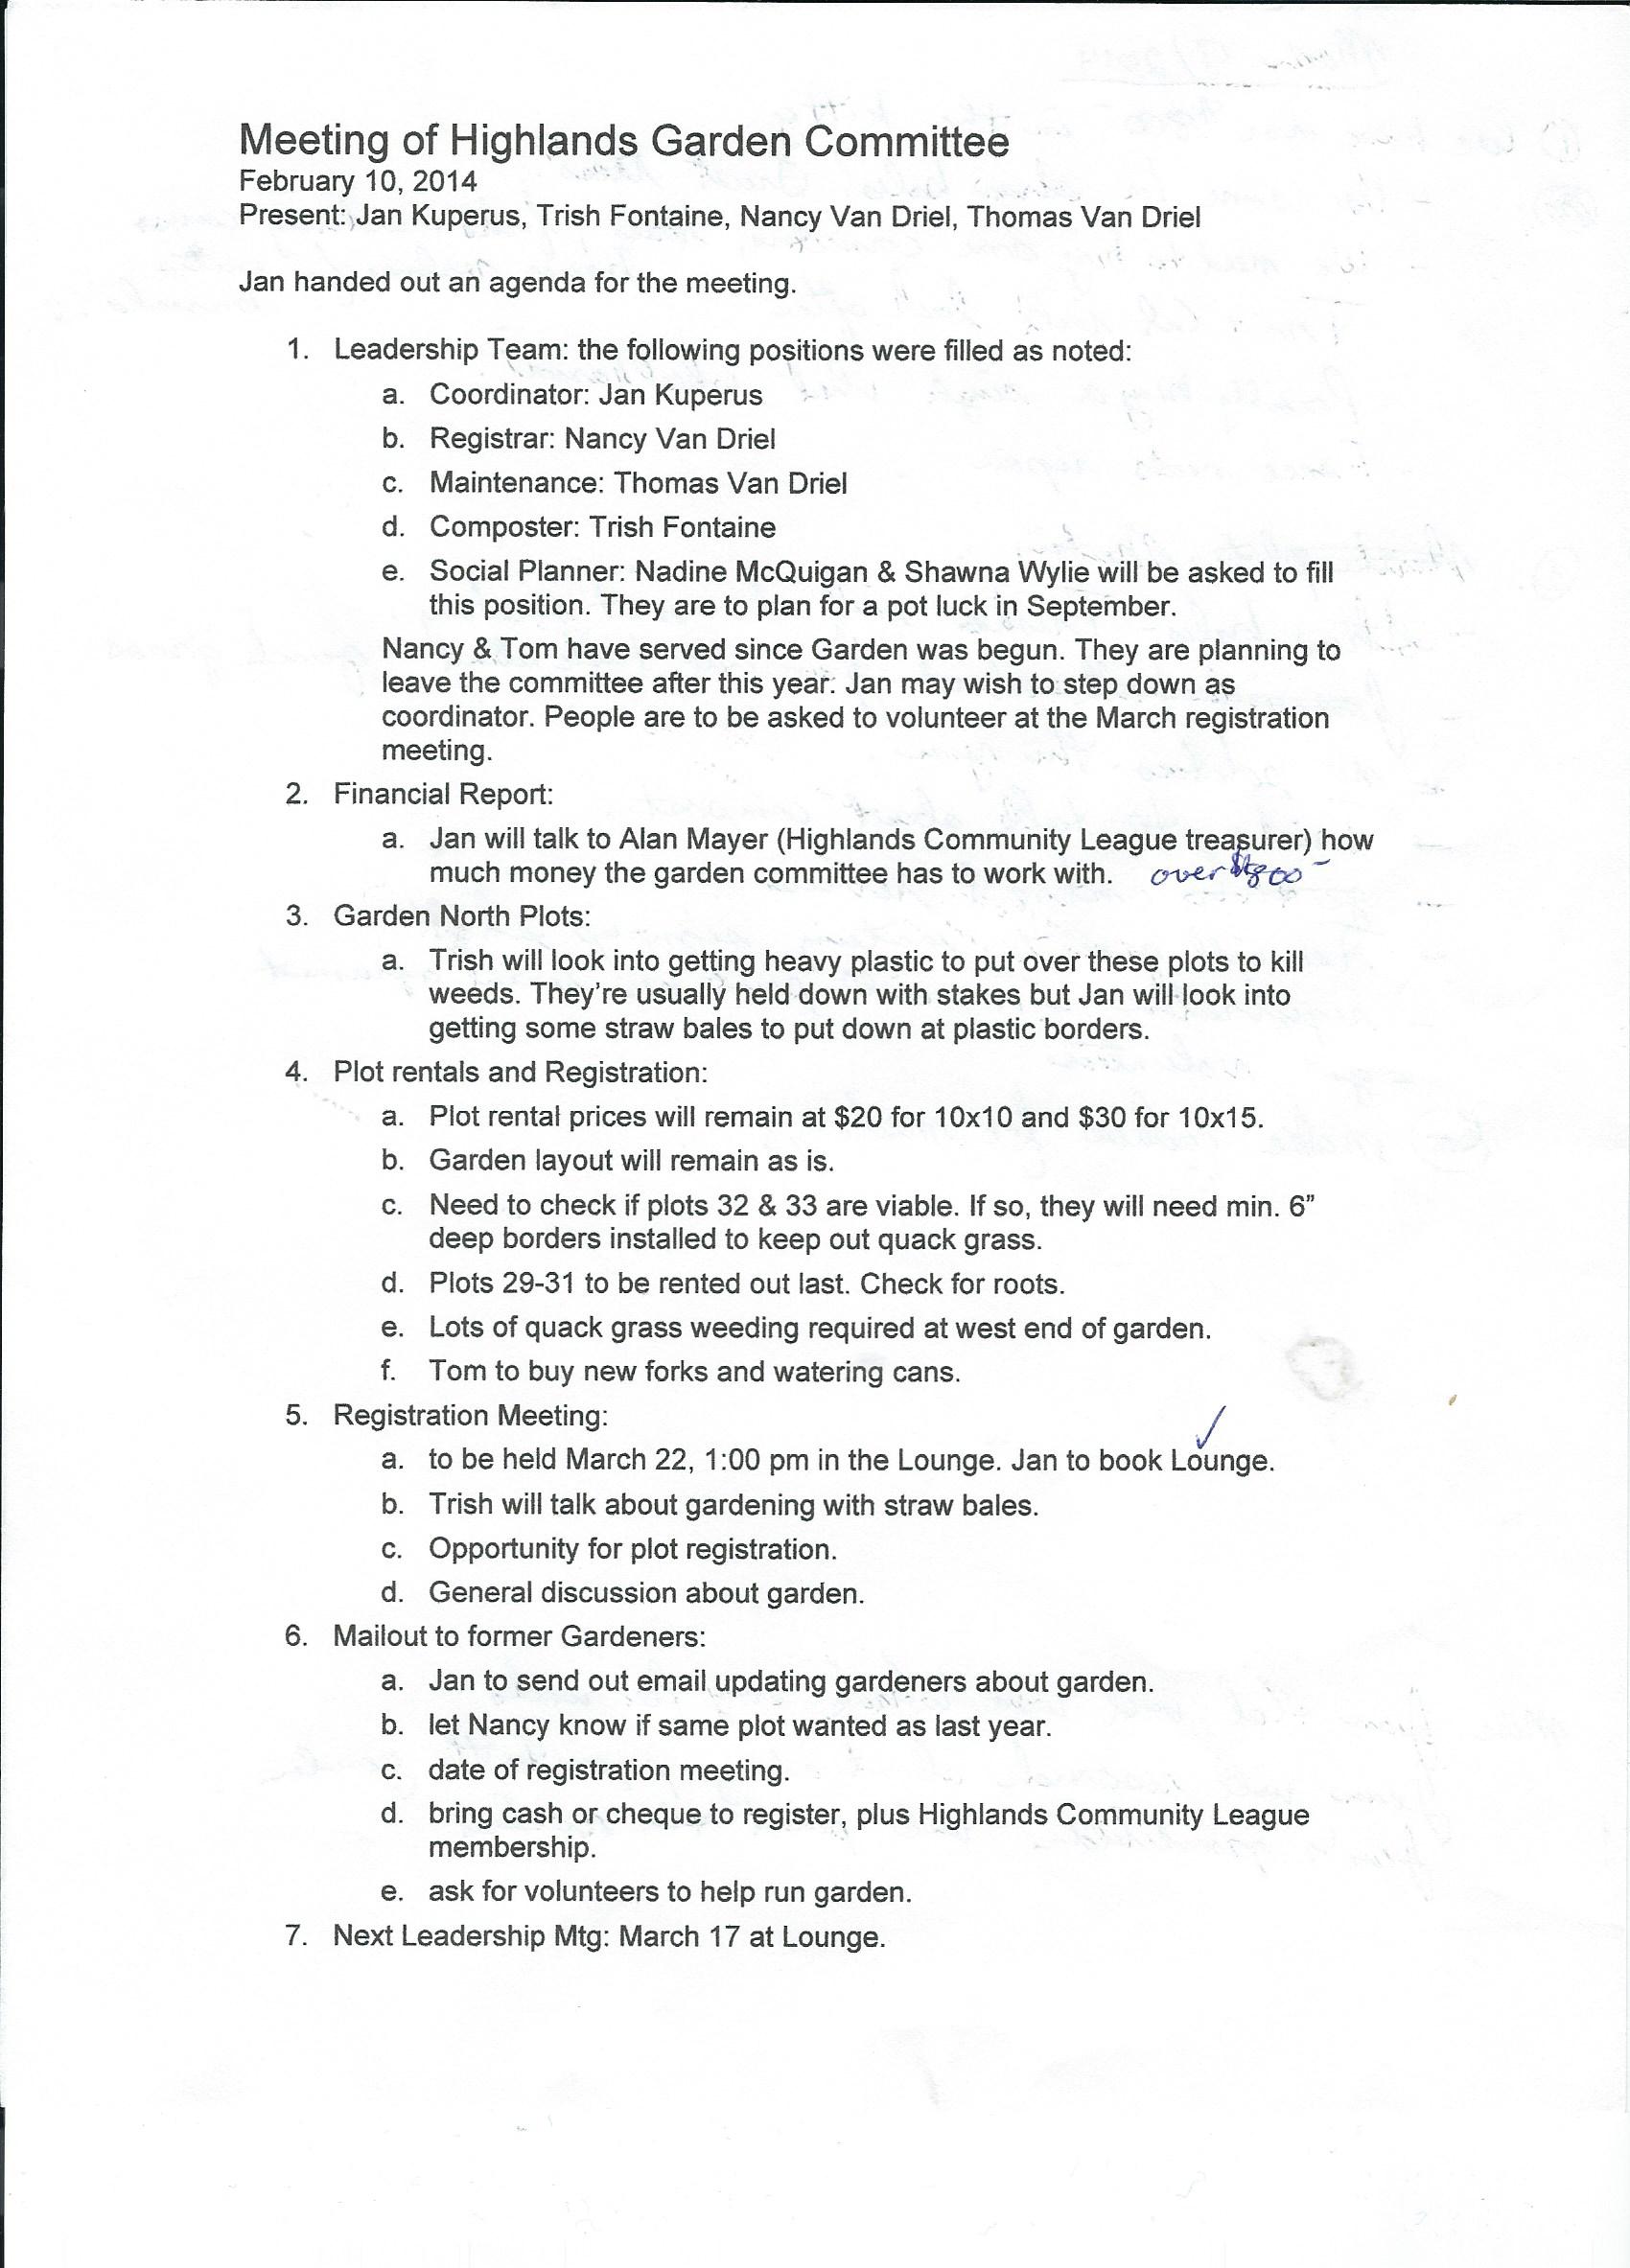 Meeting of Highlands Garden Committee
February 10, 2014
Present: Jan Kuperus, Trish Fontaine, Nancy Van Driel, Thomas Van Driel
Jan handed out an agenda for the meeting.
1. Leadership Team: the following positions were filled as noted:
a. Coordinator: Jan Kuperus
b. Registrar: Nancy Van Driel
c. Maintenance: Thomas Van Driel
d. Composter: Trish Fontaine
e. Social Planner: Nadine McQuigan & Shawna Wylie will be asked to fill
this position. They are to plan for a pot luck in September.
Nancy & Tom have served since Garden was begun. They are planning to
leave the committee after this year. Jan may wish to step down as
coordinator. People are to be asked to volunteer at the March registration
meeting.
2. Financial Report:
a. Jan will talk to Alan Mayer (Highlands Community League treasurer) how
much money the garden committee has to work with. over
3. Garden North Plots:
a. Trish will look into getting heavy plastic to put over these plots to kill
weeds. They're usually held down with stakes but Jan will look into
getting some straw bales to put down at plastic borders.
4. Plot rentals and Registration:
a. Plot rental prices will remain at $20 for 10x10 and $30 for 10x15.
b. Garden layout will remain as is.
c. Need to check if plots 32 & 33 are viable. If so, they will need min. 6”
deep borders installed to keep out quack grass.
d. Plots 29-31 to be rented out last. Check for roots.
e. Lots of quack grass weeding required at west end of garden.
f. Tom to buy new forks and watering cans.
5. Registration Meeting:
a. to be held March 22, 1:00 pm in the Lounge. Jan to book Lounge.
b. Trish will talk about gardening with straw bales.
c. Opportunity for plot registration.
d. General discussion about garden.
6. Mailout to former Gardeners:
a. Jan to send out email updating gardeners about garden.
b. let Nancy know if same plot wanted as last year.
c. date of registration meeting.
d. bring cash or cheque to register, plus Highlands Community League
membership.
e. ask for volunteers to help run garden.
7. Next Leadership Mtg: March 17 at Lounge.